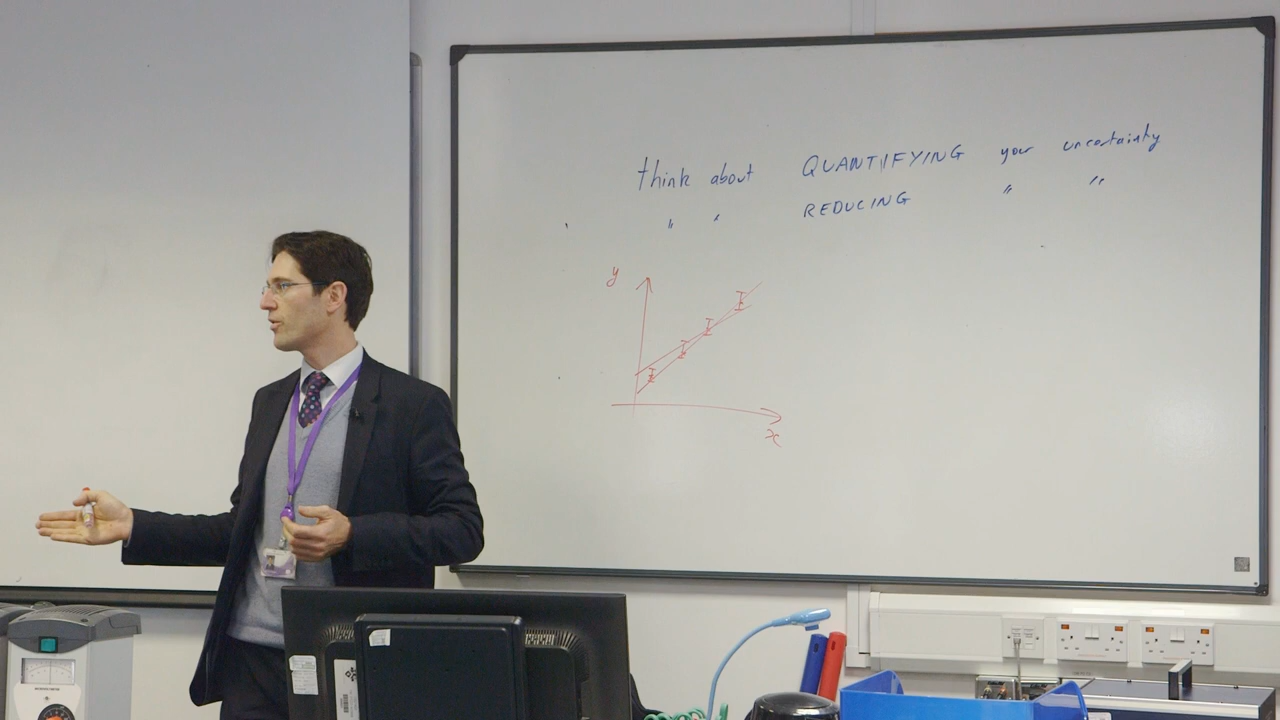 think about QUANTIFYING your uncertainty
" " " REDUCING " "
y
x